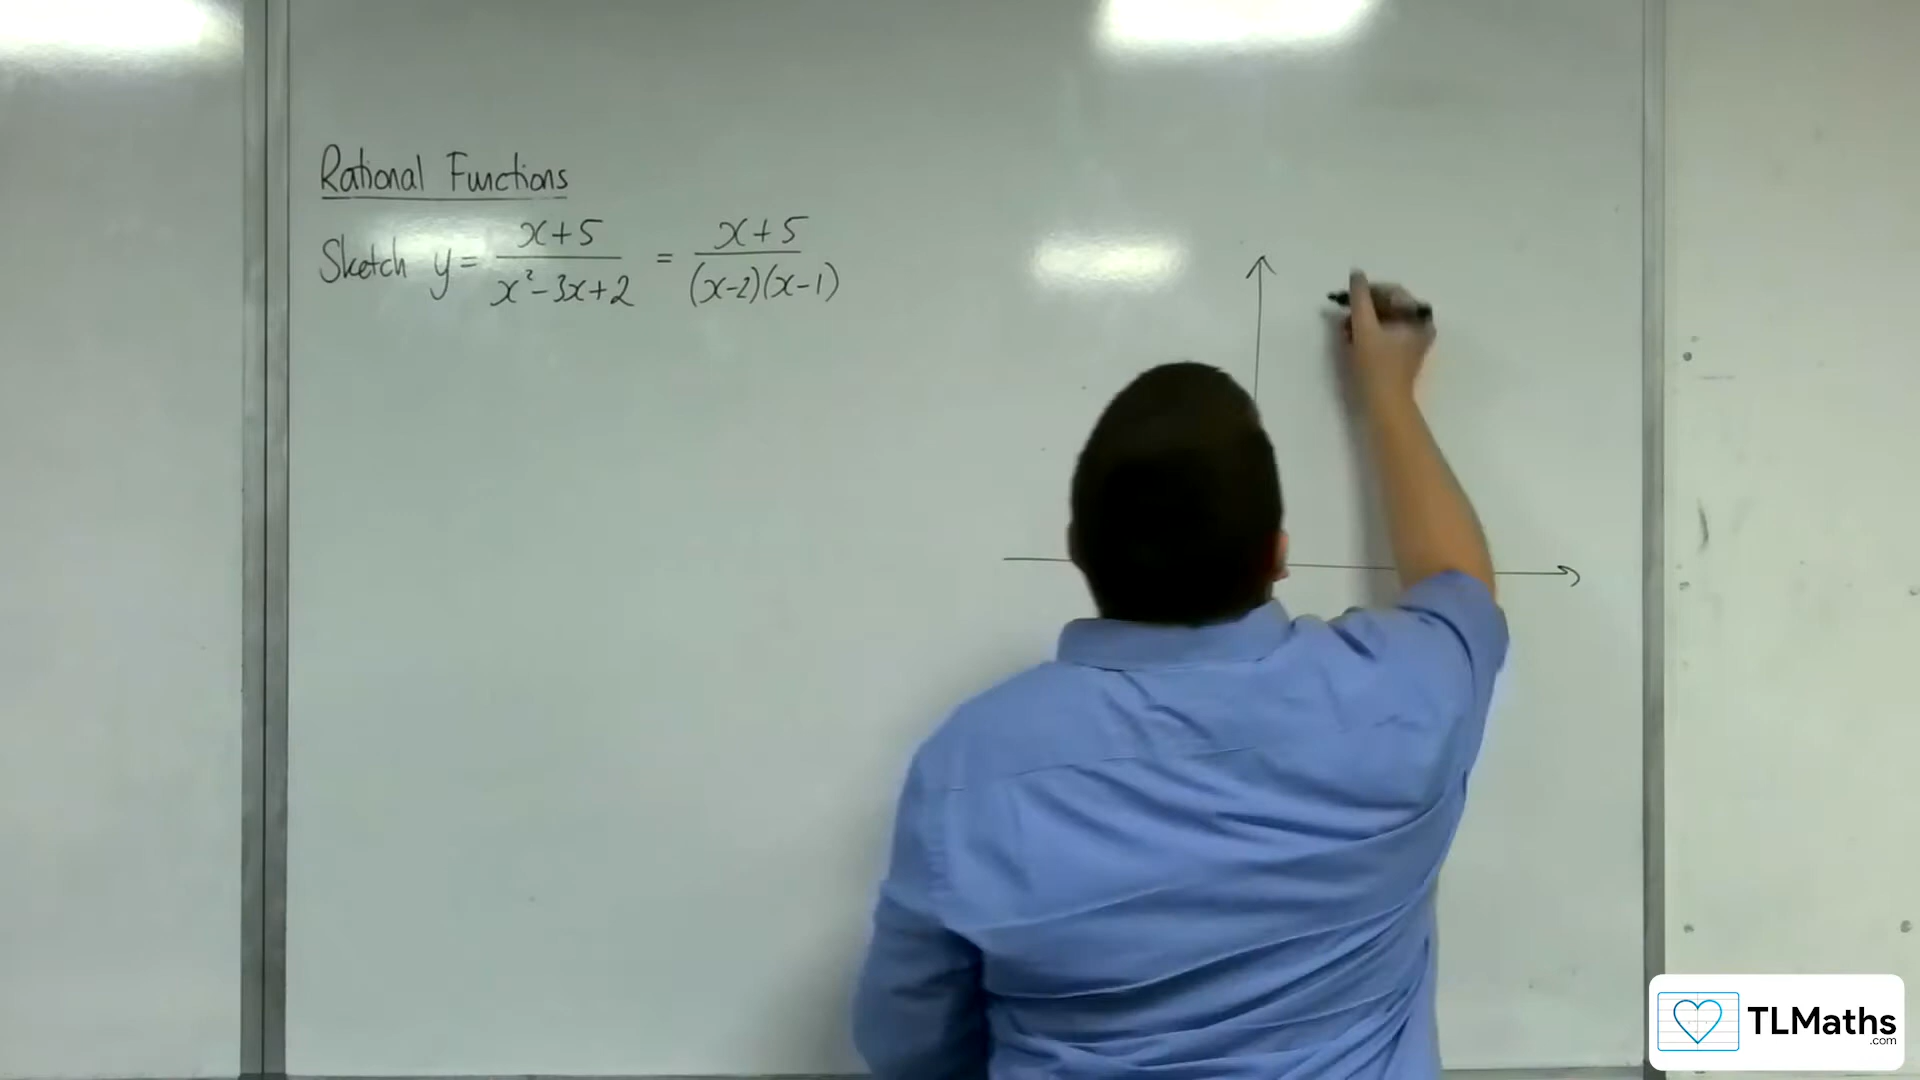 Rational Functions
Sketch y = x+5 / x²-3x+2 = x+5 / (x-2)(x-1)
TLMaths
.com